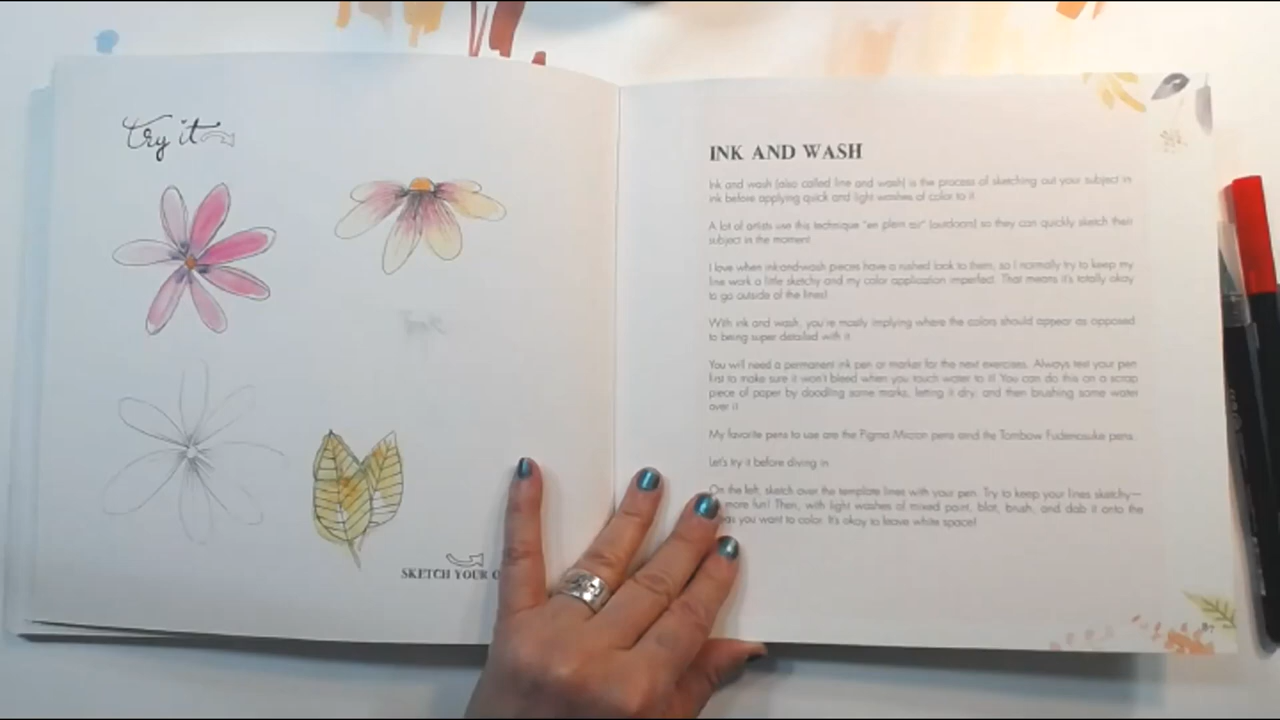 try it
SKETCH YOUR
INK AND WASH
Ink and wash (also called line and wash) is the process of sketching out your subject in
ink before applying quick and light washes of color to it.
A lot of artists use this technique "en plein air" (outdoors) so they can quickly sketch their
subject in the moment.
I love when ink-and-wash pieces have a rushed look to them, so I normally try to keep my
line work a little sketchy and my color application imperfect. That means it's totally okay
to go outside of the lines!
With ink and wash, you're mostly implying where the colors should appear as opposed
to being super detailed with it.
You will need a permanent ink pen or marker for the next exercises. Always test your pen
first to make sure it won't bleed when you touch water to it! You can do this on a scrap
piece of paper by doodling some marks, letting it dry, and then brushing some water
over it.
My favorite pens to use are the Pigma Micron pens and the Tombow Fudenosuke pens.
Let's try it before diving in.
On the left, sketch over the template lines with your pen. Try to keep your lines sketchy—
more fun! Then, with light washes of mixed paint, blot, brush, and dab it onto the
you want to color. It's okay to leave white space!